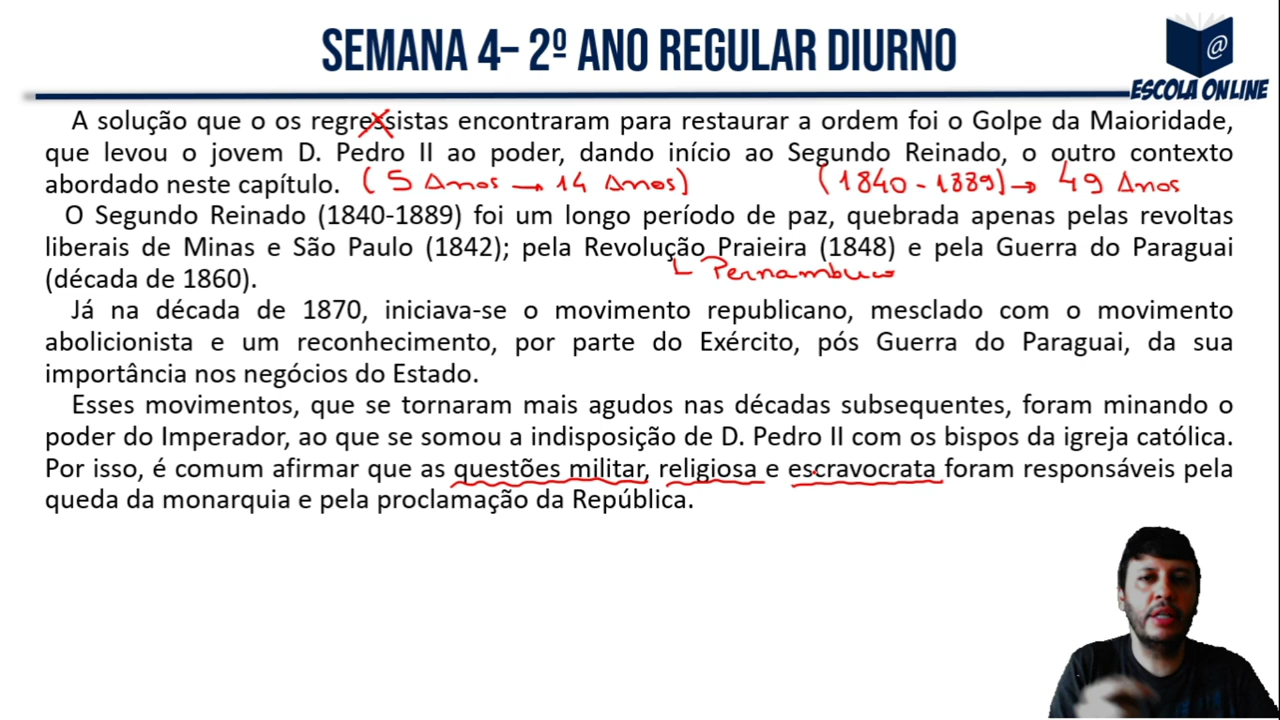 SEMANA 4– 2º ANO REGULAR DIURNO
@
ESCOLA ONLINE
A solução que o os regressistas encontraram para restaurar a ordem foi o Golpe da Maioridade,
que levou o jovem D. Pedro II ao poder, dando início ao Segundo Reinado, o outro contexto
abordado neste capítulo. (5 Anos → 14 Anos) (1840-1889) → 49 Anos
O Segundo Reinado (1840-1889) foi um longo período de paz, quebrada apenas pelas revoltas
liberais de Minas e São Paulo (1842); pela Revolução Praieira (1848) e pela Guerra do Paraguai
Pernambuco
(década de 1860).
Já na década de 1870, iniciava-se o movimento republicano, mesclado com o movimento
abolicionista e um reconhecimento, por parte do Exército, pós Guerra do Paraguai, da sua
importância nos negócios do Estado.
Esses movimentos, que se tornaram mais agudos nas décadas subsequentes, foram minando o
poder do Imperador, ao que se somou a indisposição de D. Pedro II com os bispos da igreja católica.
Por isso, é comum afirmar que as questões militar, religiosa e escravocrata foram responsáveis pela
queda da monarquia e pela proclamação da República.